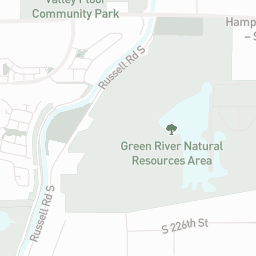 Valley Floor
Community Park
Hamp
– S
Russell Rd S
Green River Natural
Resources Area
Russell Rd S
S 226th St